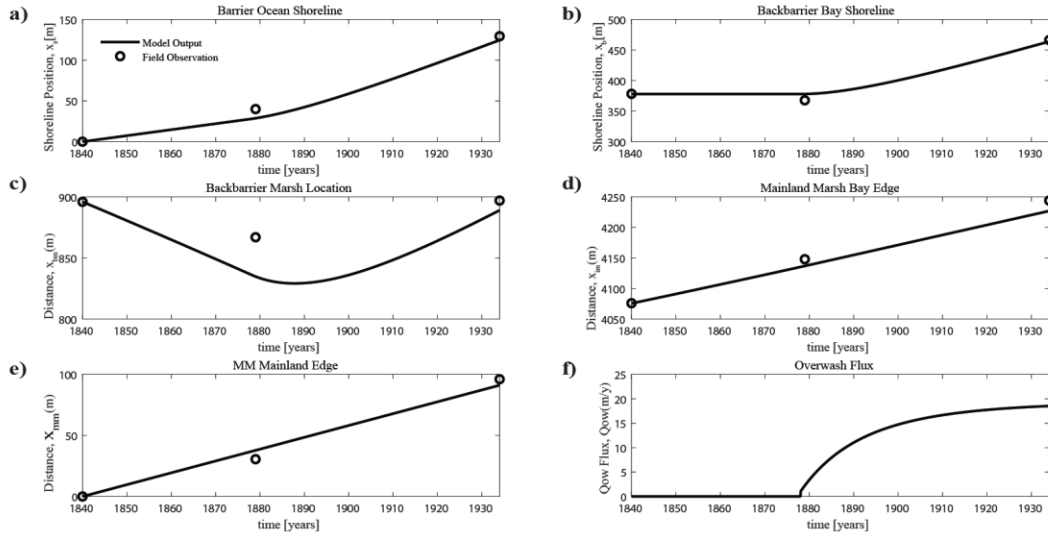 a)
Barrier Ocean Shoreline
Shoreline Position, xs[m]
150
100
50
0
Model Output
Field Observation
1840 1850 1860 1870 1880 1890 1900 1910 1920 1930
time [years]
b)
Backbarrier Bay Shoreline
Shoreline Position, xb[m]
500
450
400
350
300
1840 1850 1860 1870 1880 1890 1900 1910 1920 1930
time [years]
c)
Backbarrier Marsh Location
Distance, xbm(m)
900
850
800
1840 1850 1860 1870 1880 1890 1900 1910 1920 1930
time [years]
d)
Mainland Marsh Bay Edge
Distance, xim(m)
4250
4200
4150
4100
4050
1840 1850 1860 1870 1880 1890 1900 1910 1920 1930
time [years]
e)
MM Mainland Edge
Distance, Xmm(m)
100
50
0
1840 1850 1860 1870 1880 1890 1900 1910 1920 1930
time [years]
f)
Overwash Flux
Qow Flux, Qow(m/y)
25
20
15
10
5
0
1840 1850 1860 1870 1880 1890 1900 1910 1920 1930
time [years]